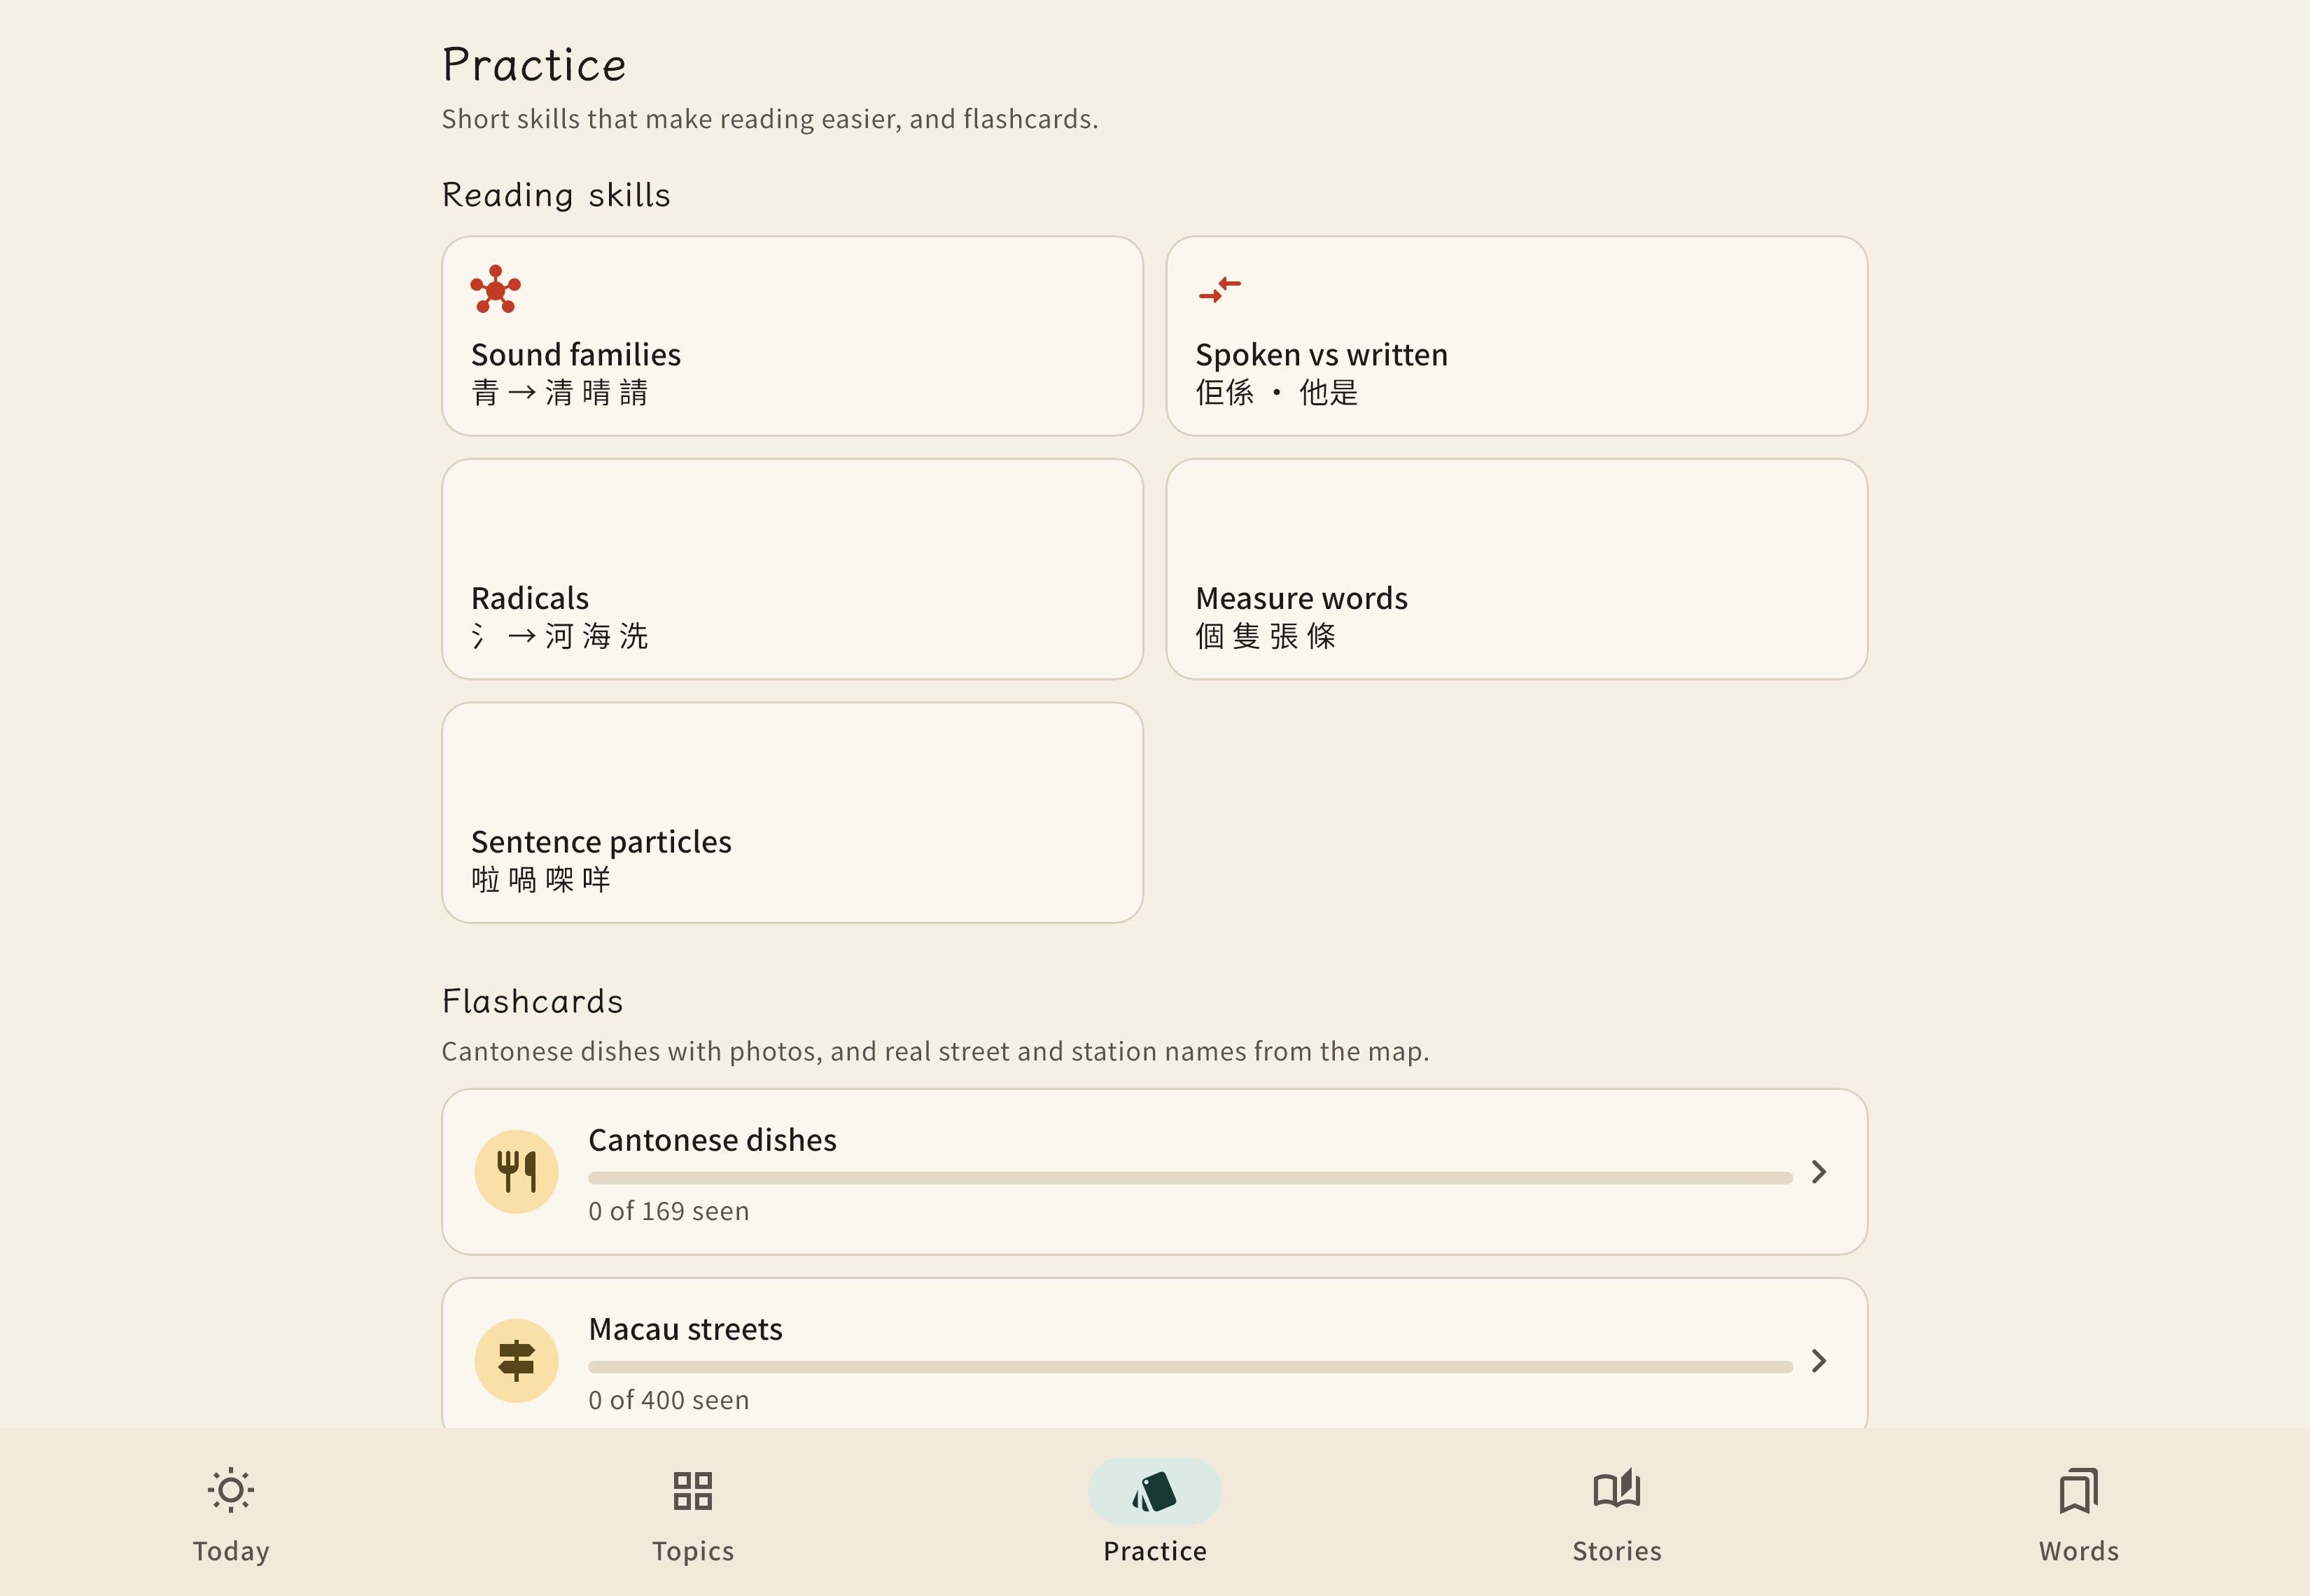 Practice
Short skills that make reading easier, and flashcards.
Reading skills
Sound families
青 → 清 晴 請
Spoken vs written
佢係 · 他是
Radicals
氵 → 河 海 洗
Measure words
個 隻 張 條
Sentence particles
啦 喎 㗎 咩
Flashcards
Cantonese dishes with photos, and real street and station names from the map.
Cantonese dishes
0 of 169 seen
Macau streets
0 of 400 seen
Today
Topics
Practice
Stories
Words